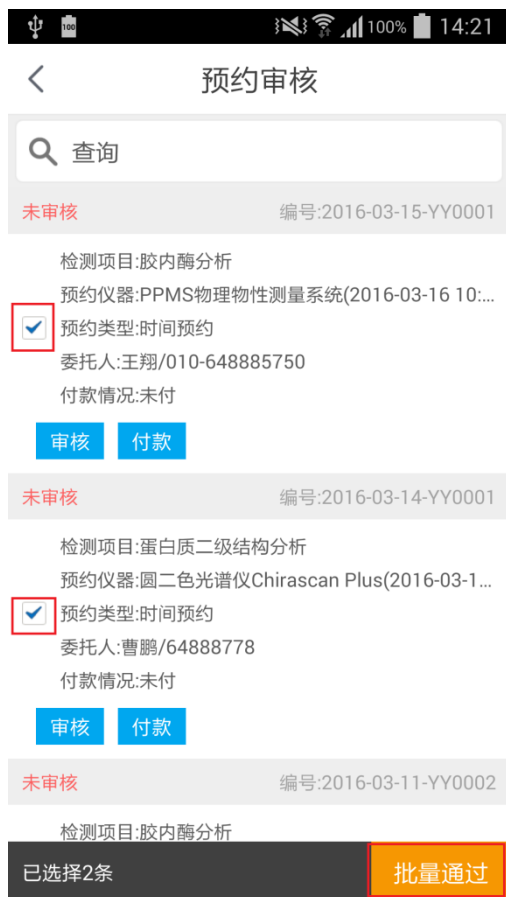 100 100% 14:21
预约审核
查询
未审核 编号:2016-03-15-YY0001
检测项目:胶内酶分析
预约仪器:PPMS物理物性测量系统(2016-03-16 10:...
预约类型:时间预约
委托人:王翔/010-648885750
付款情况:未付
审核 付款
未审核 编号:2016-03-14-YY0001
检测项目:蛋白质二级结构分析
预约仪器:圆二色光谱仪Chirascan Plus(2016-03-1...
预约类型:时间预约
委托人:曹鹏/64888778
付款情况:未付
审核 付款
未审核 编号:2016-03-11-YY0002
检测项目:胶内酶分析
已选择2条 批量通过